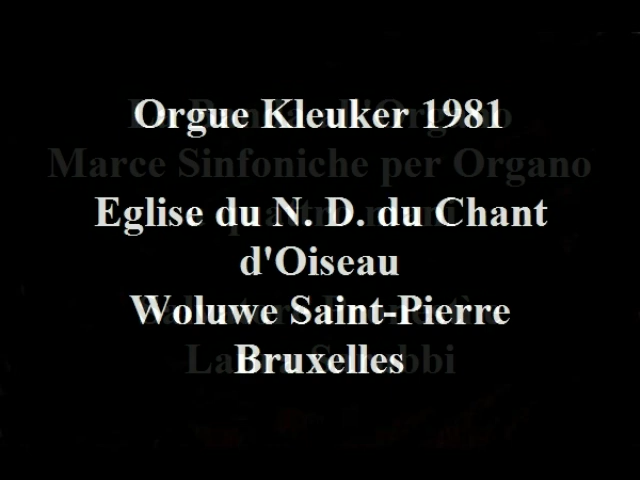 Orgue Kleuker 1981
Marce Sinfoniche per Organo
Eglise du N. D. du Chant
d'Oiseau
Woluwe Saint-Pierre
Bruxelles